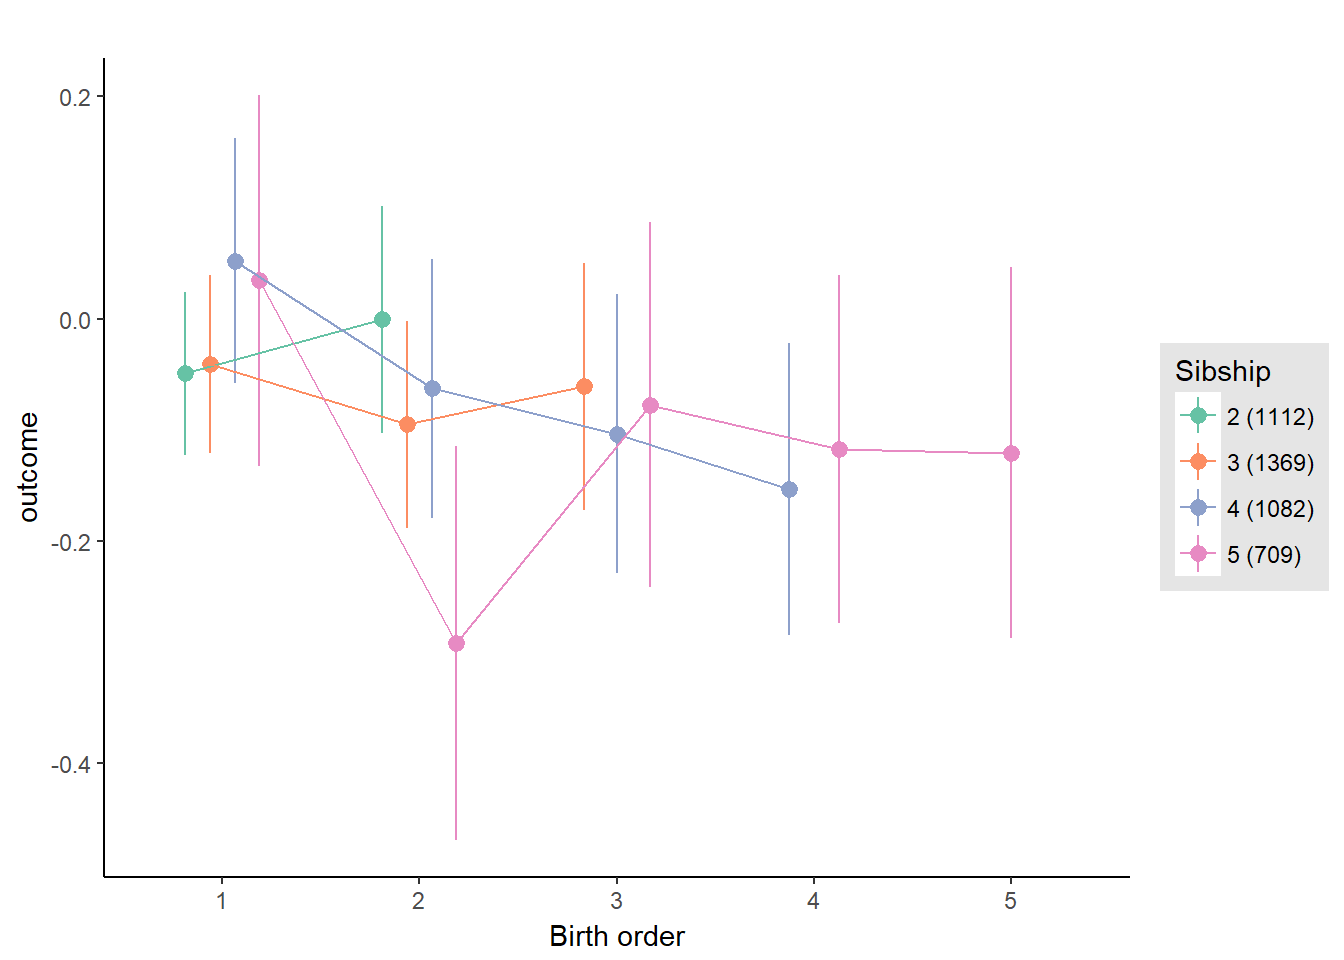 0.2
0.0
-0.2
-0.4
outcome
1 2 3 4 5
Birth order
Sibship
2 (1112)
3 (1369)
4 (1082)
5 (709)